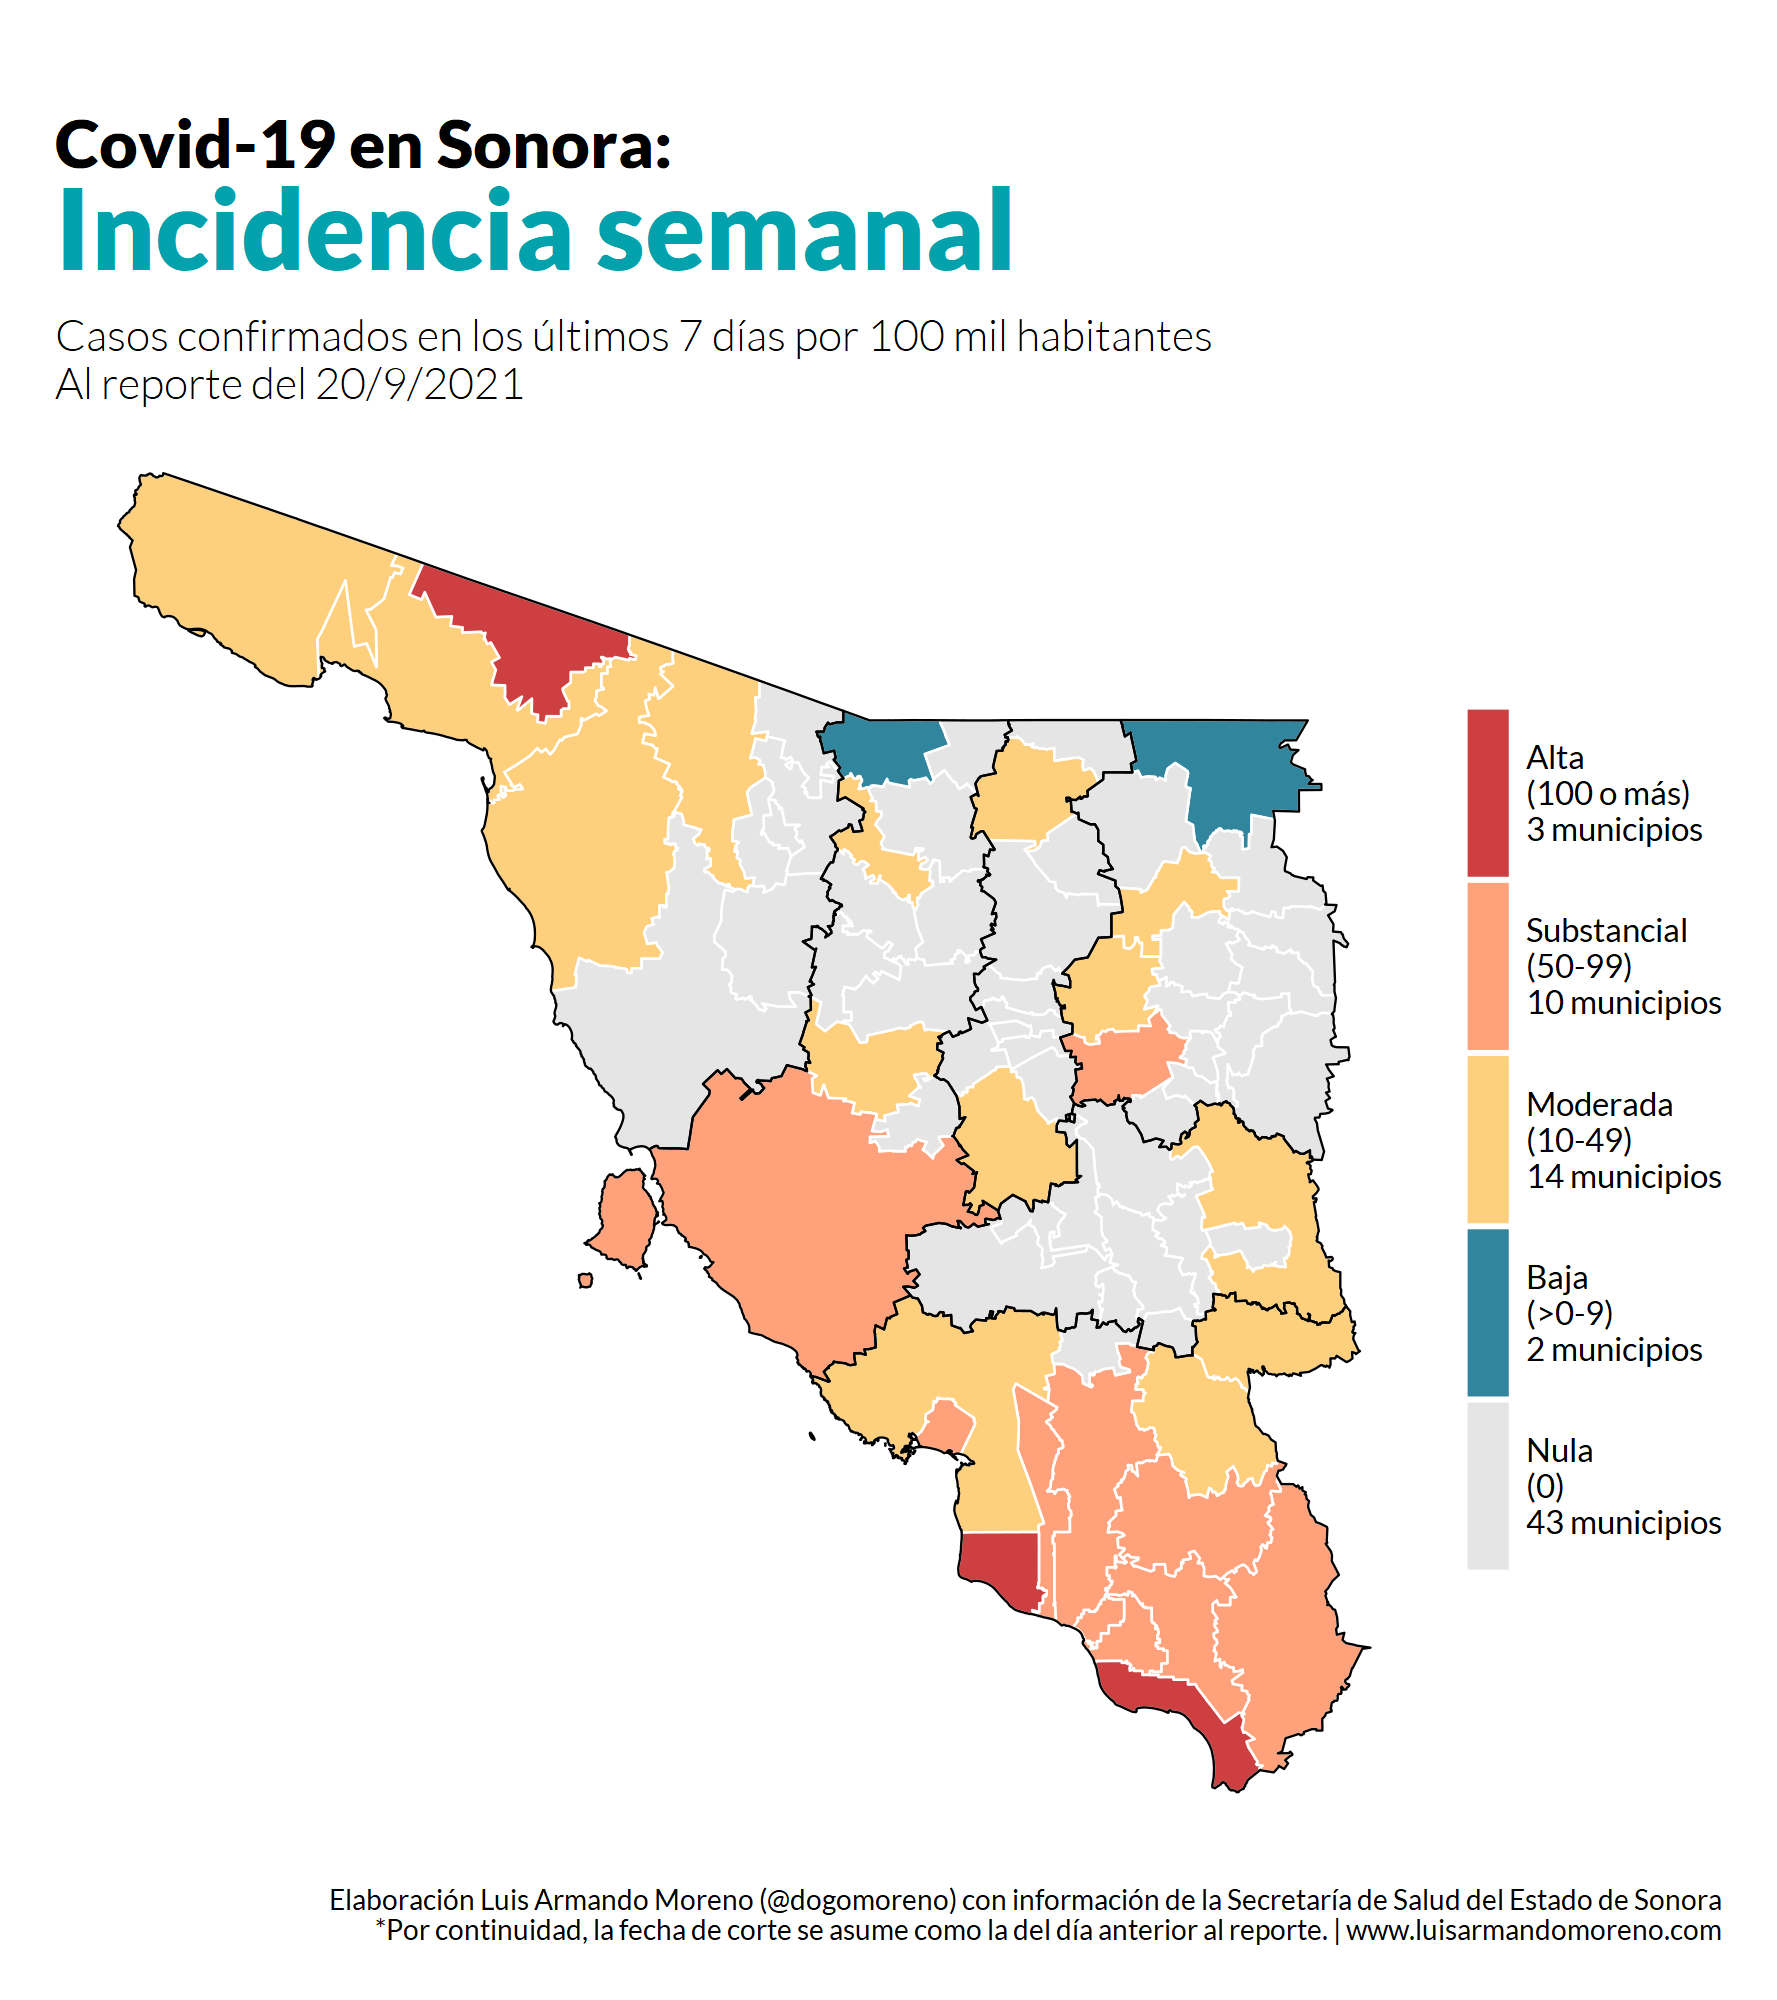 Covid-19 en Sonora:
Incidencia semanal
Casos confirmados en los últimos 7 días por 100 mil habitantes
Al reporte del 20/9/2021
Alta
(100 o más)
3 municipios
Substancial
(50-99)
10 municipios
Moderada
(10-49)
14 municipios
Baja
(>0-9)
2 municipios
Nula
(0)
43 municipios
Elaboración Luis Armando Moreno (@dogomoreno) con información de la Secretaría de Salud del Estado de Sonora
*Por continuidad, la fecha de corte se asume como la del día anterior al reporte. | www.luisarmandomoreno.com